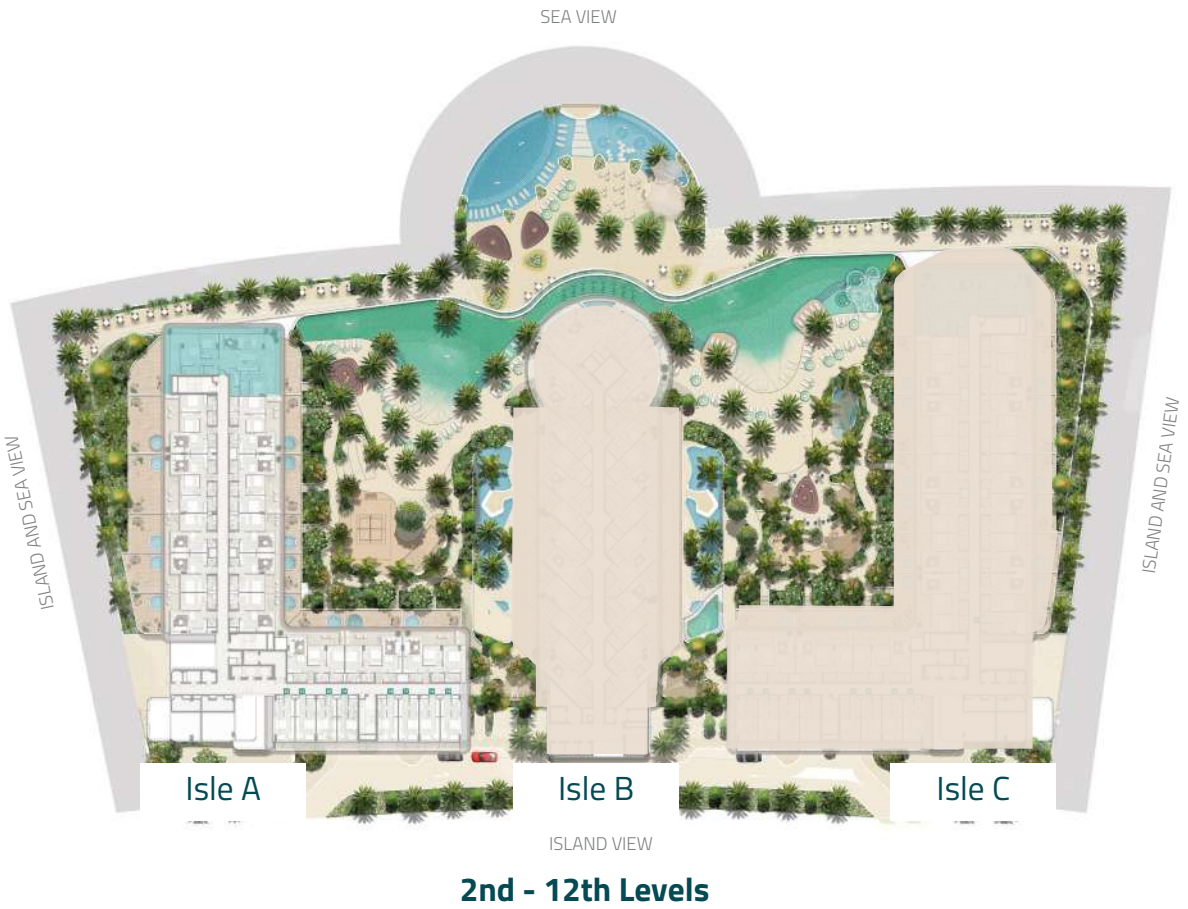 SEA VIEW
ISLAND AND SEA VIEW
ISLAND AND SEA VIEW
Isle A
Isle B
Isle C
ISLAND VIEW
2nd - 12th Levels